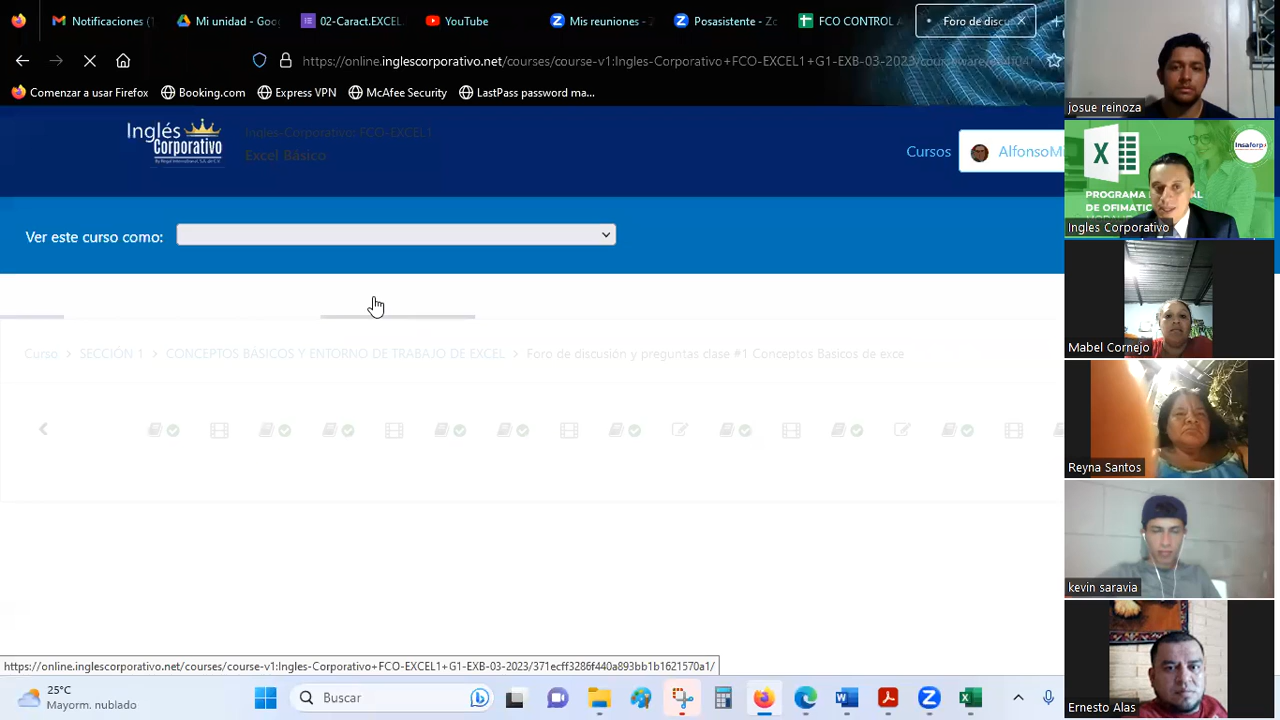 Notificaciones (1
Mi unidad - Goo
02-Caract.EXCEL
YouTube
Mis reuniones - Z
Posasistente - Zo
FCO CONTROL A
Foro de discu
https://online.inglescorporativo.net/courses/course-v1:Ingles-Corporativo+FCO-EXCEL1+G1-EXB-03-2023/courseware/
Comenzar a usar Firefox
Booking.com
Express VPN
McAfee Security
LastPass password ma...
Inglés
Corporativo
Ingles-Corporativo: FCO-EXCEL1
Excel Básico
Cursos
AlfonsoM
Ver este curso como:
Curso > SECCIÓN 1 > CONCEPTOS BÁSICOS Y ENTORNO DE TRABAJO DE EXCEL > Foro de discusión y preguntas clase #1 Conceptos Basicos de exce
https://online.inglescorporativo.net/courses/course-v1:Ingles-Corporativo+FCO-EXCEL1+G1-EXB-03-2023/371ecff3286f440a893bb1b1621570a1/
25°C
Mayorm. nublado
Buscar
josue reinoza
X
Insaforp
PROGRAMA
DE OFIMATIC
Ingles Corporativo
Mabel Cornejo
Reyna Santos
kevin saravia
Ernesto Alas